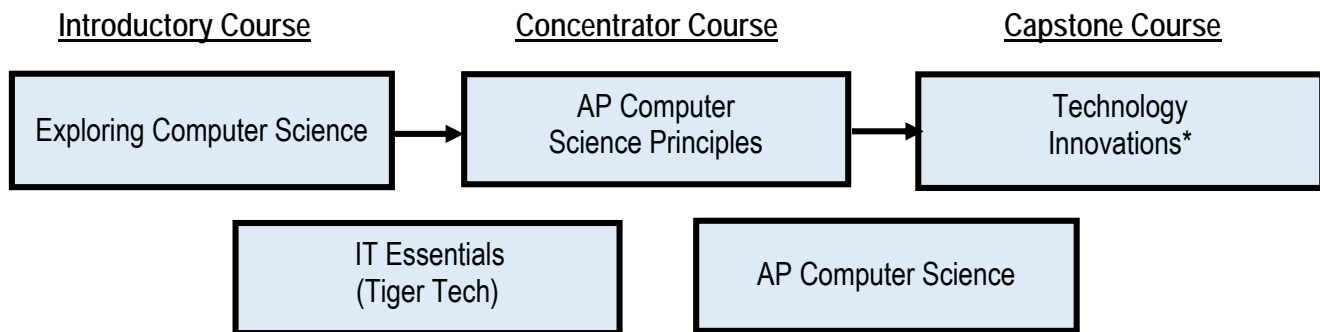 Introductory Course
Concentrator Course
Capstone Course
Exploring Computer Science
AP Computer
Science Principles
Technology
Innovations*
IT Essentials
(Tiger Tech)
AP Computer Science